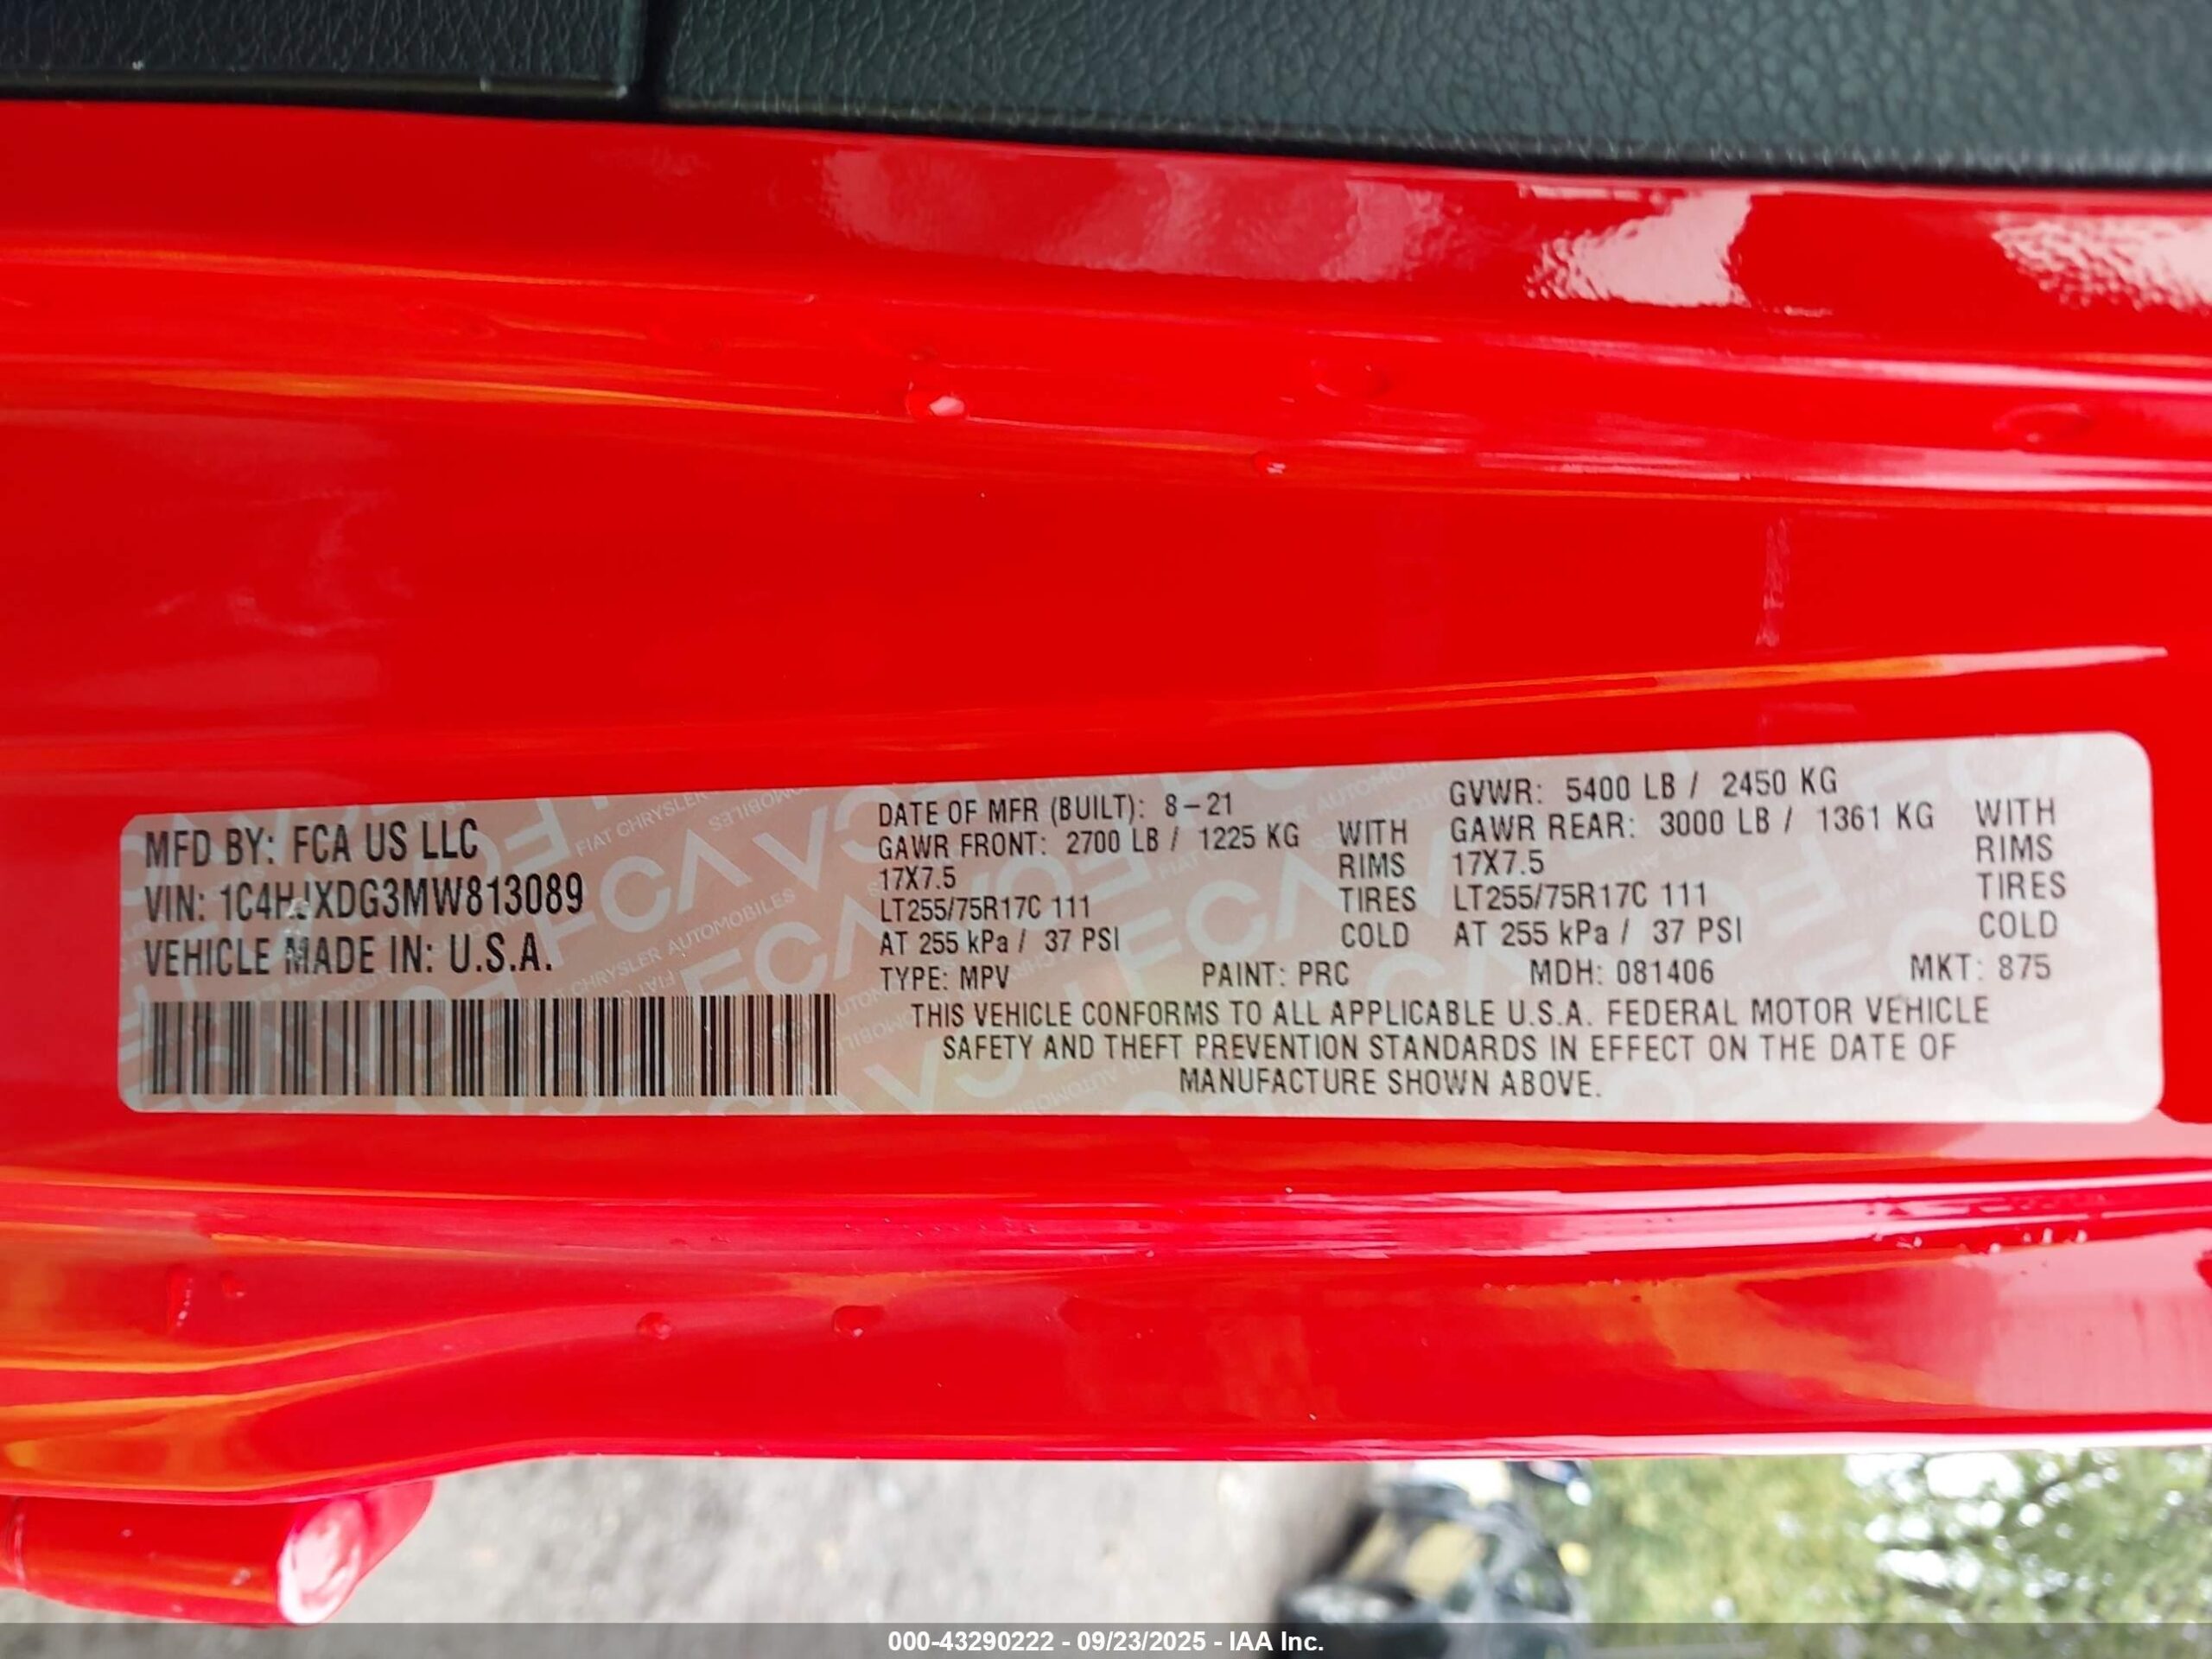 MFD BY: FCA US LLC
VIN: 1C4HJXDG3MW813089
VEHICLE MADE IN: U.S.A.
DATE OF MFR (BUILT): 8-21
GVWR: 5400 LB / 2450 KG
GAWR FRONT: 2700 LB / 1225 KG WITH
GAWR REAR: 3000 LB / 1361 KG WITH
17X7.5 RIMS
17X7.5 RIMS
LT255/75R17C 111 TIRES
LT255/75R17C 111 TIRES
AT 255 kPa / 37 PSI COLD
AT 255 kPa / 37 PSI COLD
TYPE: MPV PAINT: PRC MDH: 081406 MKT: 875
THIS VEHICLE CONFORMS TO ALL APPLICABLE U.S.A. FEDERAL MOTOR VEHICLE
SAFETY AND THEFT PREVENTION STANDARDS IN EFFECT ON THE DATE OF
MANUFACTURE SHOWN ABOVE.
000-43290222 - 09/23/2025 - IAA Inc.